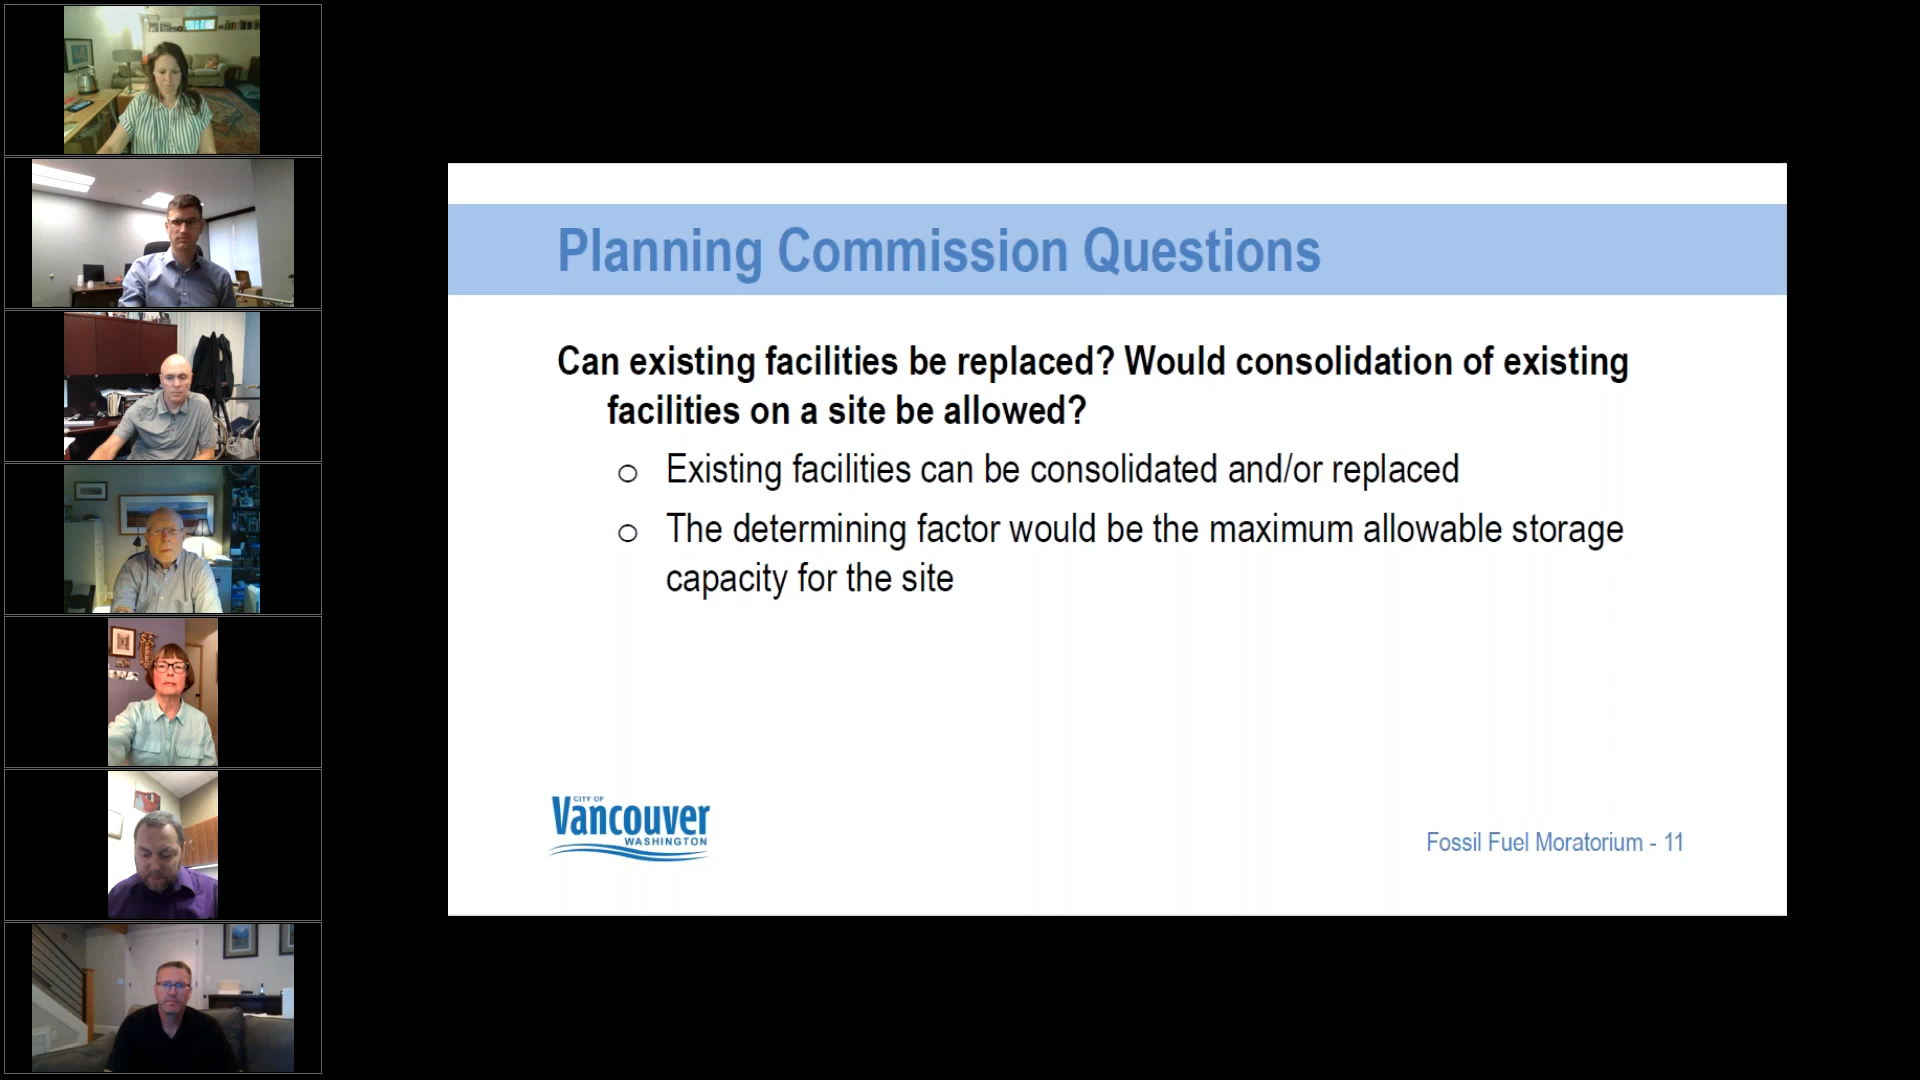 Planning Commission Questions
Can existing facilities be replaced? Would consolidation of existing
facilities on a site be allowed?
o Existing facilities can be consolidated and/or replaced
o The determining factor would be the maximum allowable storage
capacity for the site
CITY OF
Vancouver
WASHINGTON
Fossil Fuel Moratorium - 11